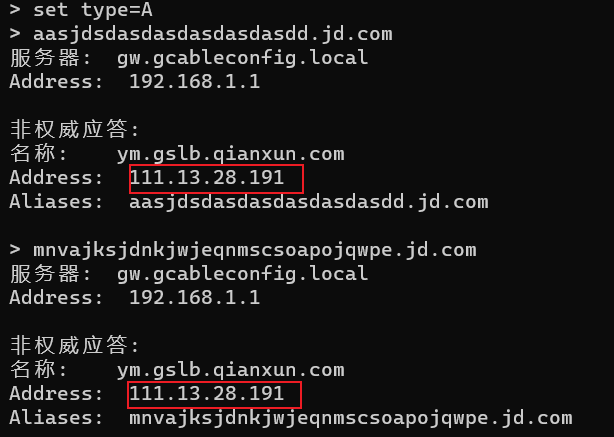 > set type=A
> aasjdsdasdasdasdasdasdd.jd.com
服务器:  gw.gcableconfig.local
Address:  192.168.1.1
非权威应答:
名称:    ym.gslb.qianxun.com
Address:  111.13.28.191
Aliases:  aasjdsdasdasdasdasdasdd.jd.com
> mnvajksjdnkjwjeqnmscsoapojqwpe.jd.com
服务器:  gw.gcableconfig.local
Address:  192.168.1.1
非权威应答:
名称:    ym.gslb.qianxun.com
Address:  111.13.28.191
Aliases:  mnvajksjdnkjwjeqnmscsoapojqwpe.jd.com